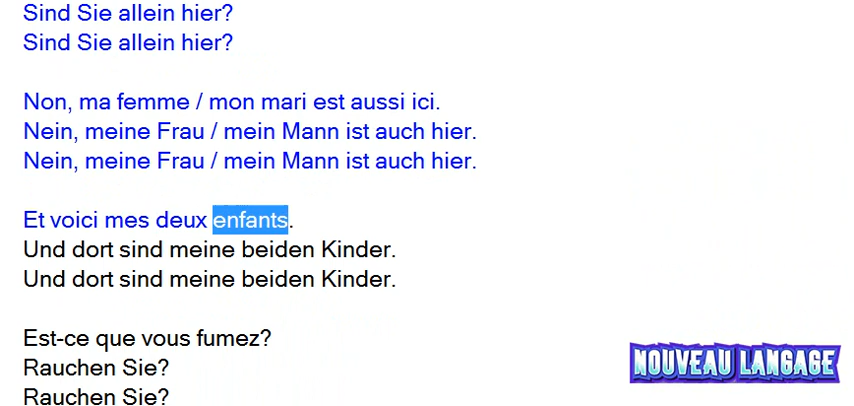 Sind Sie allein hier?
Sind Sie allein hier?
Non, ma femme / mon mari est aussi ici.
Nein, meine Frau / mein Mann ist auch hier.
Nein, meine Frau / mein Mann ist auch hier.
Et voici mes deux enfants.
Und dort sind meine beiden Kinder.
Und dort sind meine beiden Kinder.
Est-ce que vous fumez?
Rauchen Sie?
Rauchen Sie?
NOUVEAU LANGAGE